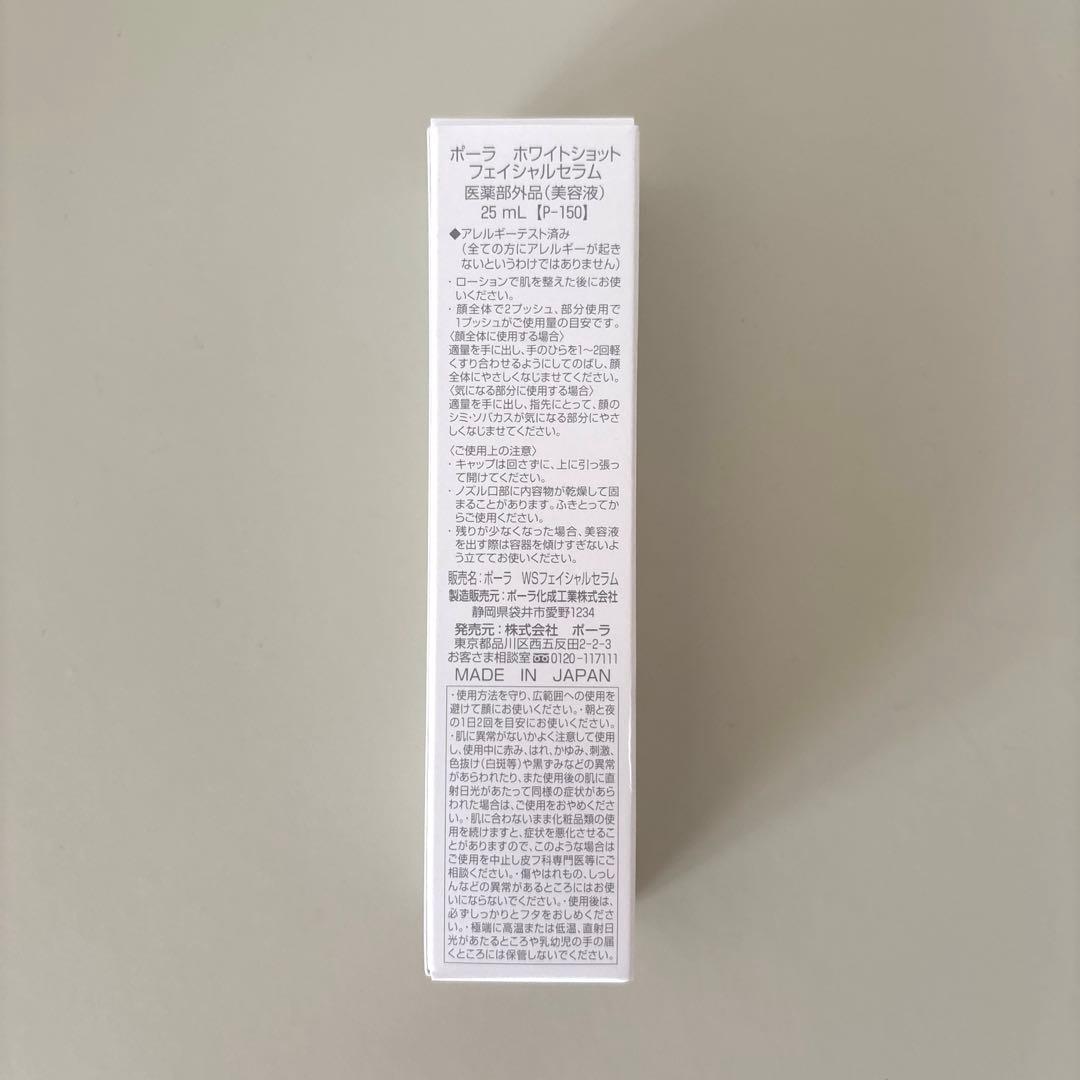 ポーラ　ホワイトショット
フェイシャルセラム
医薬部外品(美容液)
25 mL【P-150】
◆アレルギーテスト済み
(全ての方にアレルギーが起き
ないというわけではありません)
・ローションで肌を整えた後にお使
いください。
・顔全体で2プッシュ、部分使用で
1プッシュがご使用量の目安です。
〈顔全体に使用する場合〉
適量を手に出し、手のひらを1〜2回軽
くすり合わせるようにしてのばし、顔
全体にやさしくなじませてください。
〈気になる部分に使用する場合〉
適量を手に出し、指先にとって、顔の
シミ・ソバカスが気になる部分にやさ
しくなじませてください。
〈ご使用上の注意〉
・キャップは回さずに、上に引っ張っ
て開けてください。
・ノズル口部に内容物が乾燥して固
まることがあります。ふきとってか
らご使用ください。
・残りが少なくなった場合、美容液
を出す際は容器を傾けすぎないよ
う立ててお使いください。
販売名：ポーラ　WSフェイシャルセラム
製造販売元：ポーラ化成工業株式会社
静岡県袋井市愛野1234
発売元：株式会社　ポーラ
東京都品川区西五反田2-2-3
お客さま相談室 0120-117111
MADE IN JAPAN
・使用方法を守り、広範囲への使用を
避けて顔にお使いください。・朝と夜
の1日2回を目安にお使いください。
・肌に異常がないかよく注意して使用
し、使用中に赤み、はれ、かゆみ、刺激、
色抜け(白斑等)や黒ずみなどの異常
があらわれたり、また使用後の肌に直
射日光があたって同様の症状があら
われた場合は、ご使用をおやめくださ
い。・肌に合わないまま化粧品類の使
用を続けますと、症状を悪化させるこ
とがありますので、このような場合は
ご使用を中止し皮フ科専門医等にご
相談ください。・傷やはれもの、しっし
んなどの異常があるところにはお使
いにならないでください。・使用後は、
必ずしっかりとフタをおしめくださ
い。・極端に高温または低温、直射日
光があたるところや乳幼児の手の届
くところには保管しないでください。